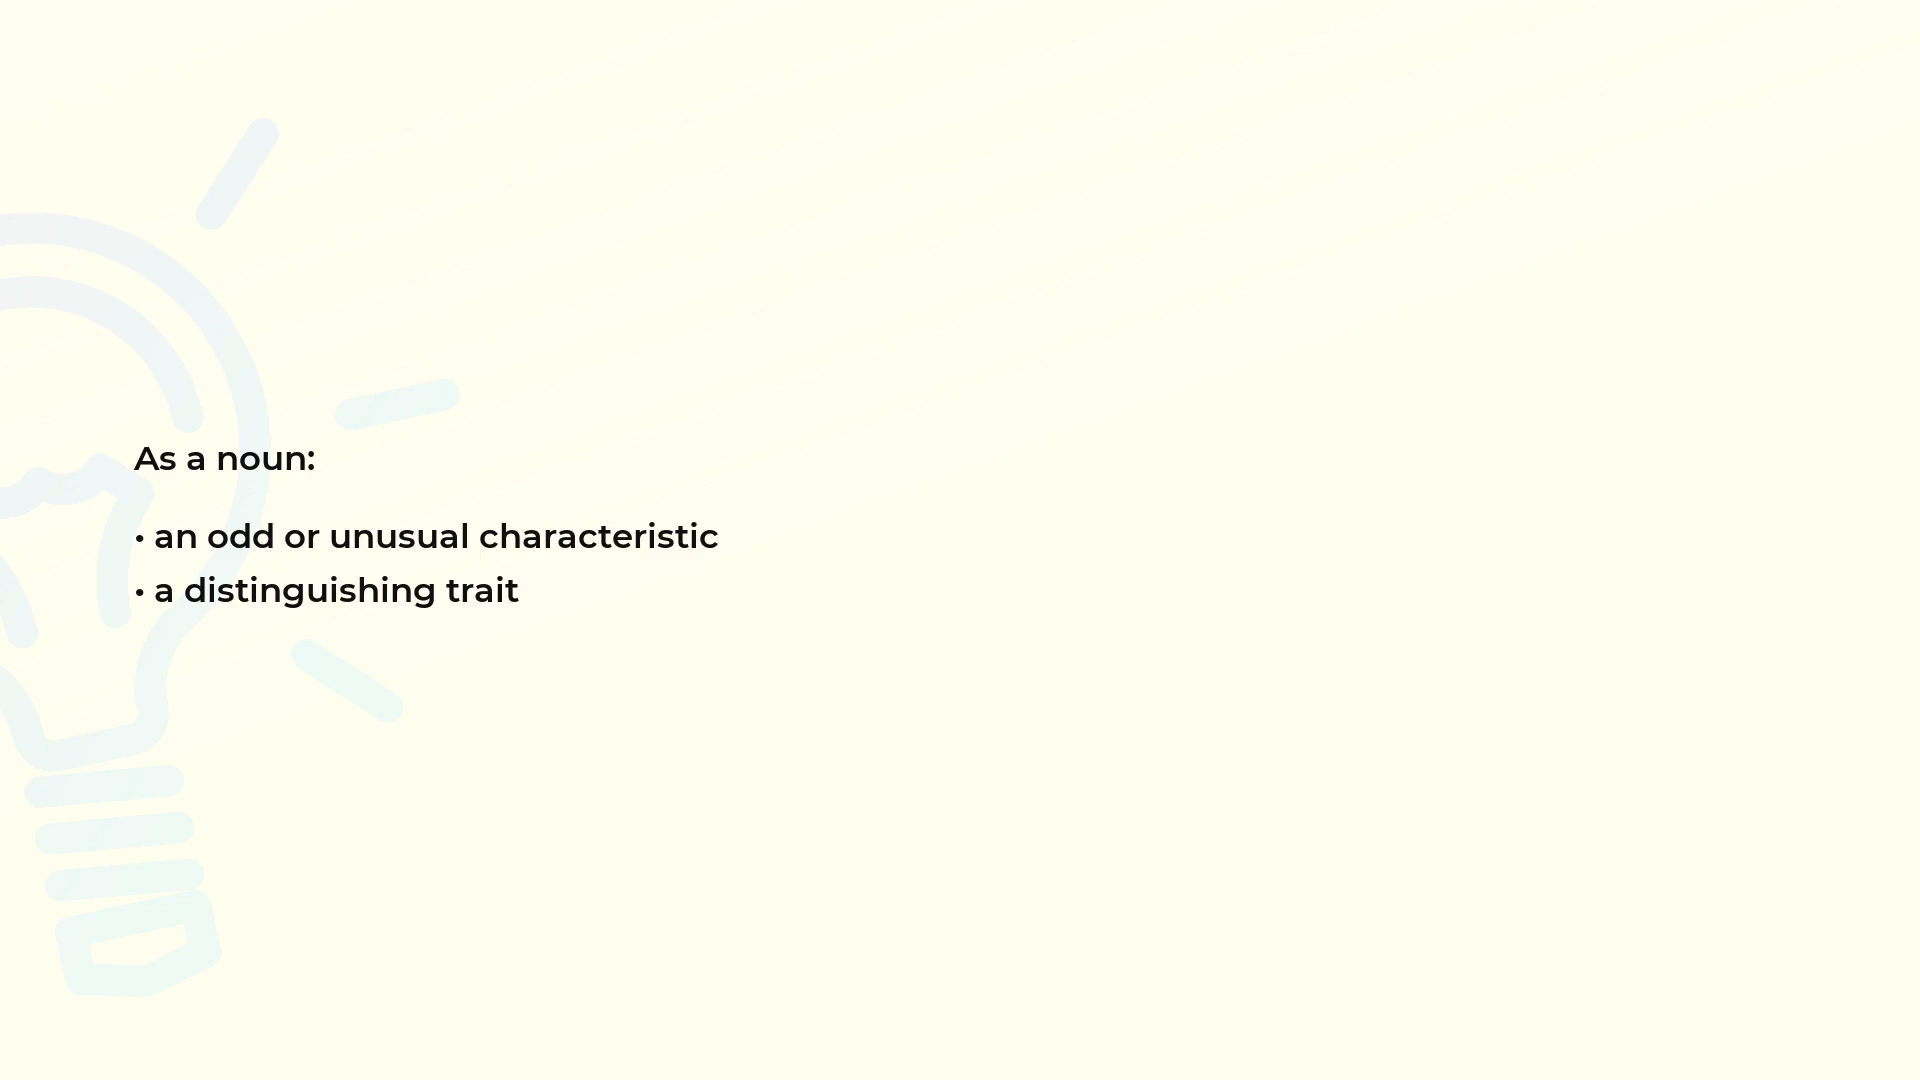 As a noun:
• an odd or unusual characteristic
• a distinguishing trait